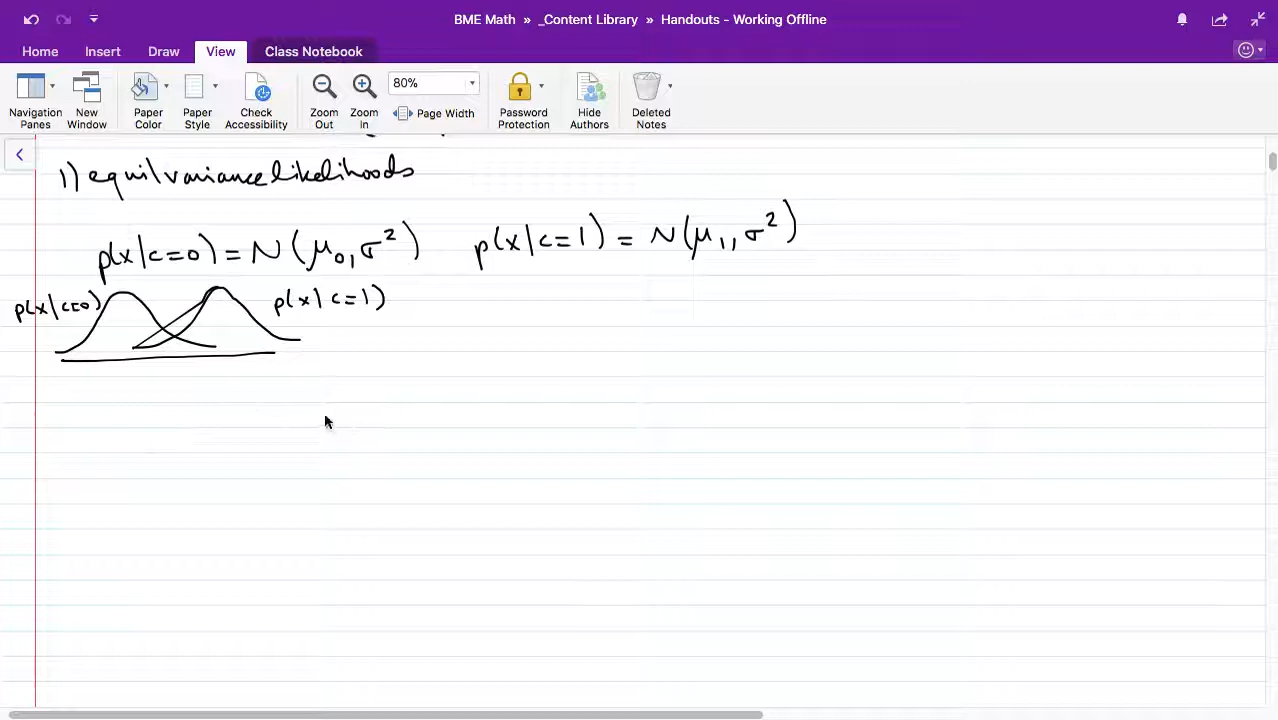 BME Math » _Content Library » Handouts - Working Offline
Home Insert Draw View Class Notebook
80%
Page Width
Navigation Panes
New Window
Paper Color
Paper Style
Check Accessibility
Zoom Out
Zoom In
Password Protection
Hide Authors
Deleted Notes
1) equilvariance likelihoods
p(x|c=0) = N(μ₀, σ²) p(x|c=1) = N(μ₁, σ²)
p(x|c=0) p(x|c=1)